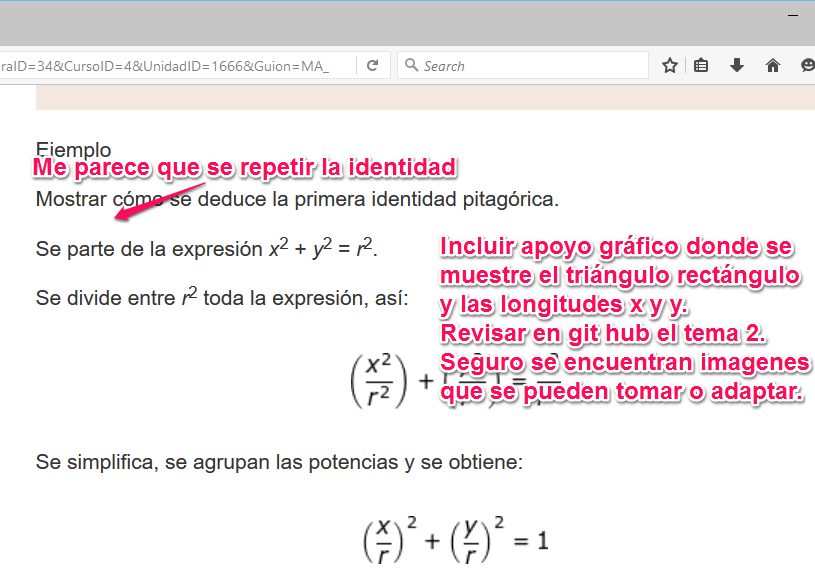 raID=34&CursoID=4&UnidadID=1666&Guion=MA_
Search
Ejemplo
Me parece que se repetir la identidad
Mostrar cómo se deduce la primera identidad pitagórica.
Se parte de la expresión x² + y² = r².
Incluir apoyo gráfico donde se
muestre el triángulo rectángulo
y las longitudes x y y.
Revisar en git hub el tema 2.
Seguro se encuentran imagenes
que se pueden tomar o adaptar.
Se divide entre r² toda la expresión, así:
(x²/r²) + =
Se simplifica, se agrupan las potencias y se obtiene:
(x/r)² + (y/r)² = 1